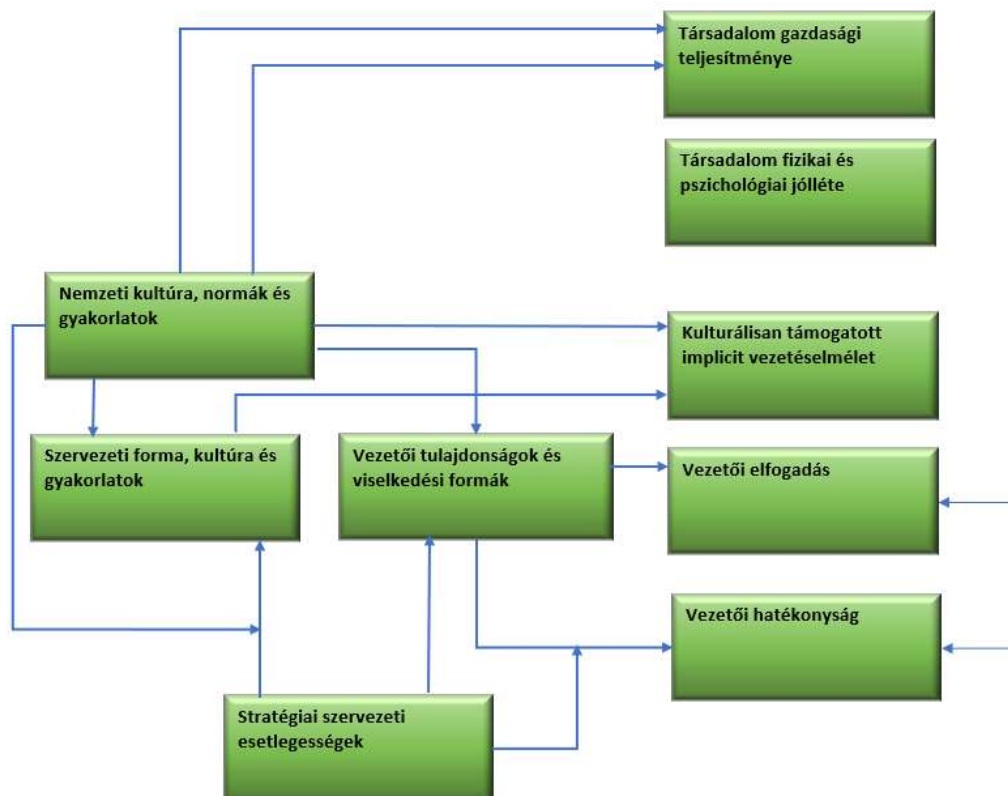 Társadalom gazdasági
teljesítménye
Társadalom fizikai és
pszichológiai jólléte
Nemzeti kultúra, normák és
gyakorlatok
Kulturálisan támogatott
implicit vezetéselmélet
Szervezeti forma, kultúra és
gyakorlatok
Vezetői tulajdonságok és
viselkedési formák
Vezetői elfogadás
Vezetői hatékonyság
Stratégiai szervezeti
esetlegességek